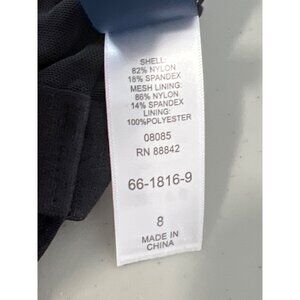 SHELL:
82% NYLON
18% SPANDEX
MESH LINING:
86% NYLON
14% SPANDEX
LINING:
100%POLYESTER
08085
RN 88842
66-1816-9
8
MADE IN
CHINA